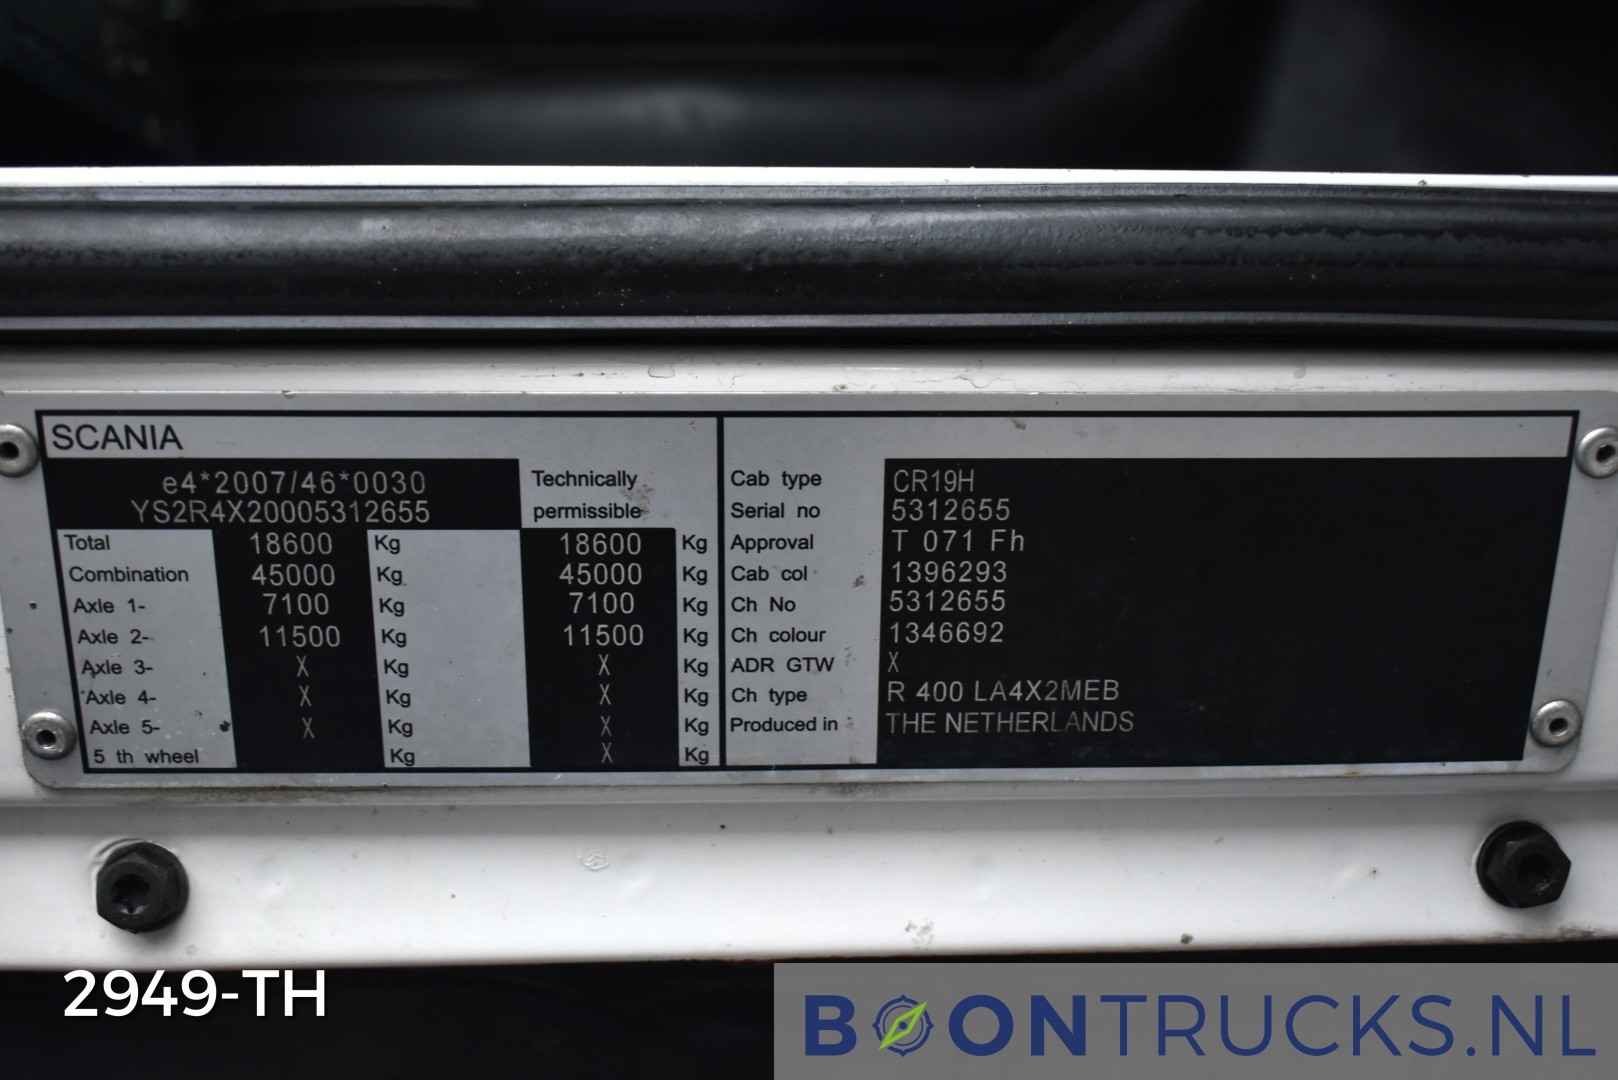 SCANIA
e4*2007/46*0030
YS2R4X20005312655
Technically
permissible
Total 18600 Kg 18600 Kg
Combination 45000 Kg 45000 Kg
Axle 1- 7100 Kg 7100 Kg
Axle 2- 11500 Kg 11500 Kg
Axle 3- X Kg X Kg
Axle 4- X Kg X Kg
Axle 5- X Kg X Kg
5 th wheel Kg X Kg
Cab type CR19H
Serial no 5312655
Approval T 071 Fh
Cab col 1396293
Ch No 5312655
Ch colour 1346692
ADR GTW X
Ch type R 400 LA4X2MEB
Produced in THE NETHERLANDS
2949-TH
BOONTRUCKS.NL